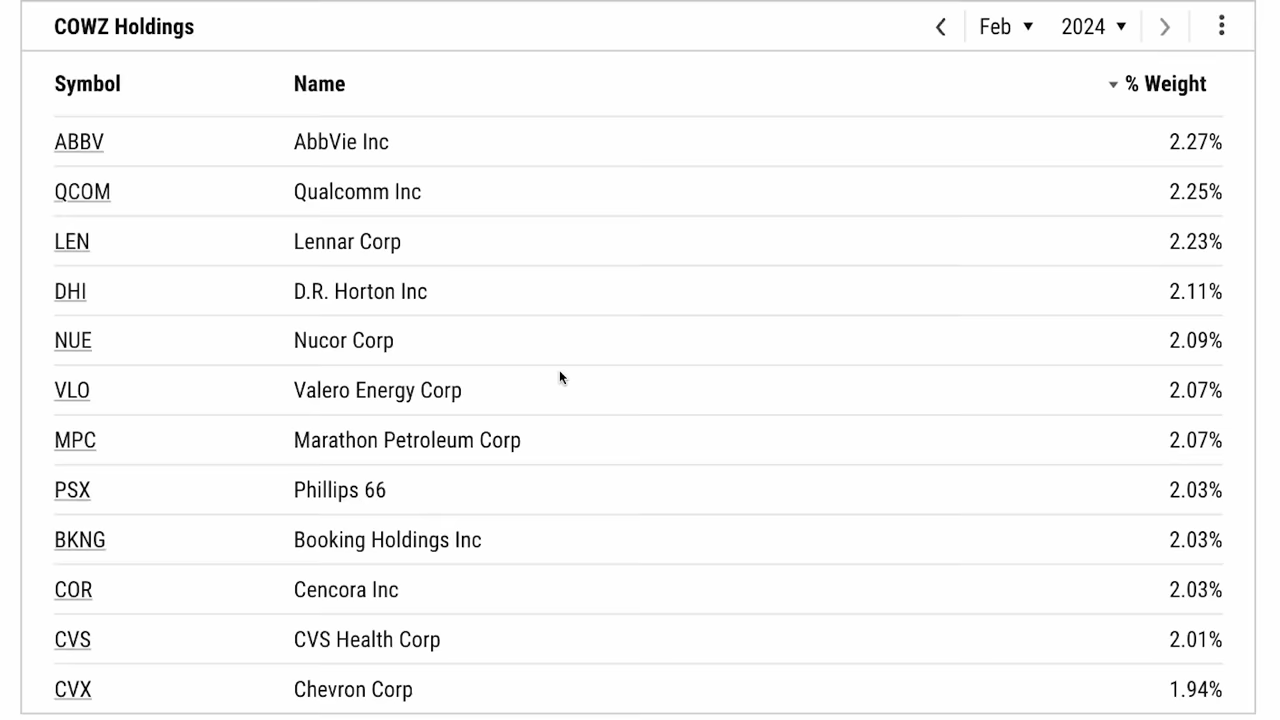 COWZ Holdings Feb 2024
Symbol Name % Weight
ABBV AbbVie Inc 2.27%
QCOM Qualcomm Inc 2.25%
LEN Lennar Corp 2.23%
DHI D.R. Horton Inc 2.11%
NUE Nucor Corp 2.09%
VLO Valero Energy Corp 2.07%
MPC Marathon Petroleum Corp 2.07%
PSX Phillips 66 2.03%
BKNG Booking Holdings Inc 2.03%
COR Cencora Inc 2.03%
CVS CVS Health Corp 2.01%
CVX Chevron Corp 1.94%